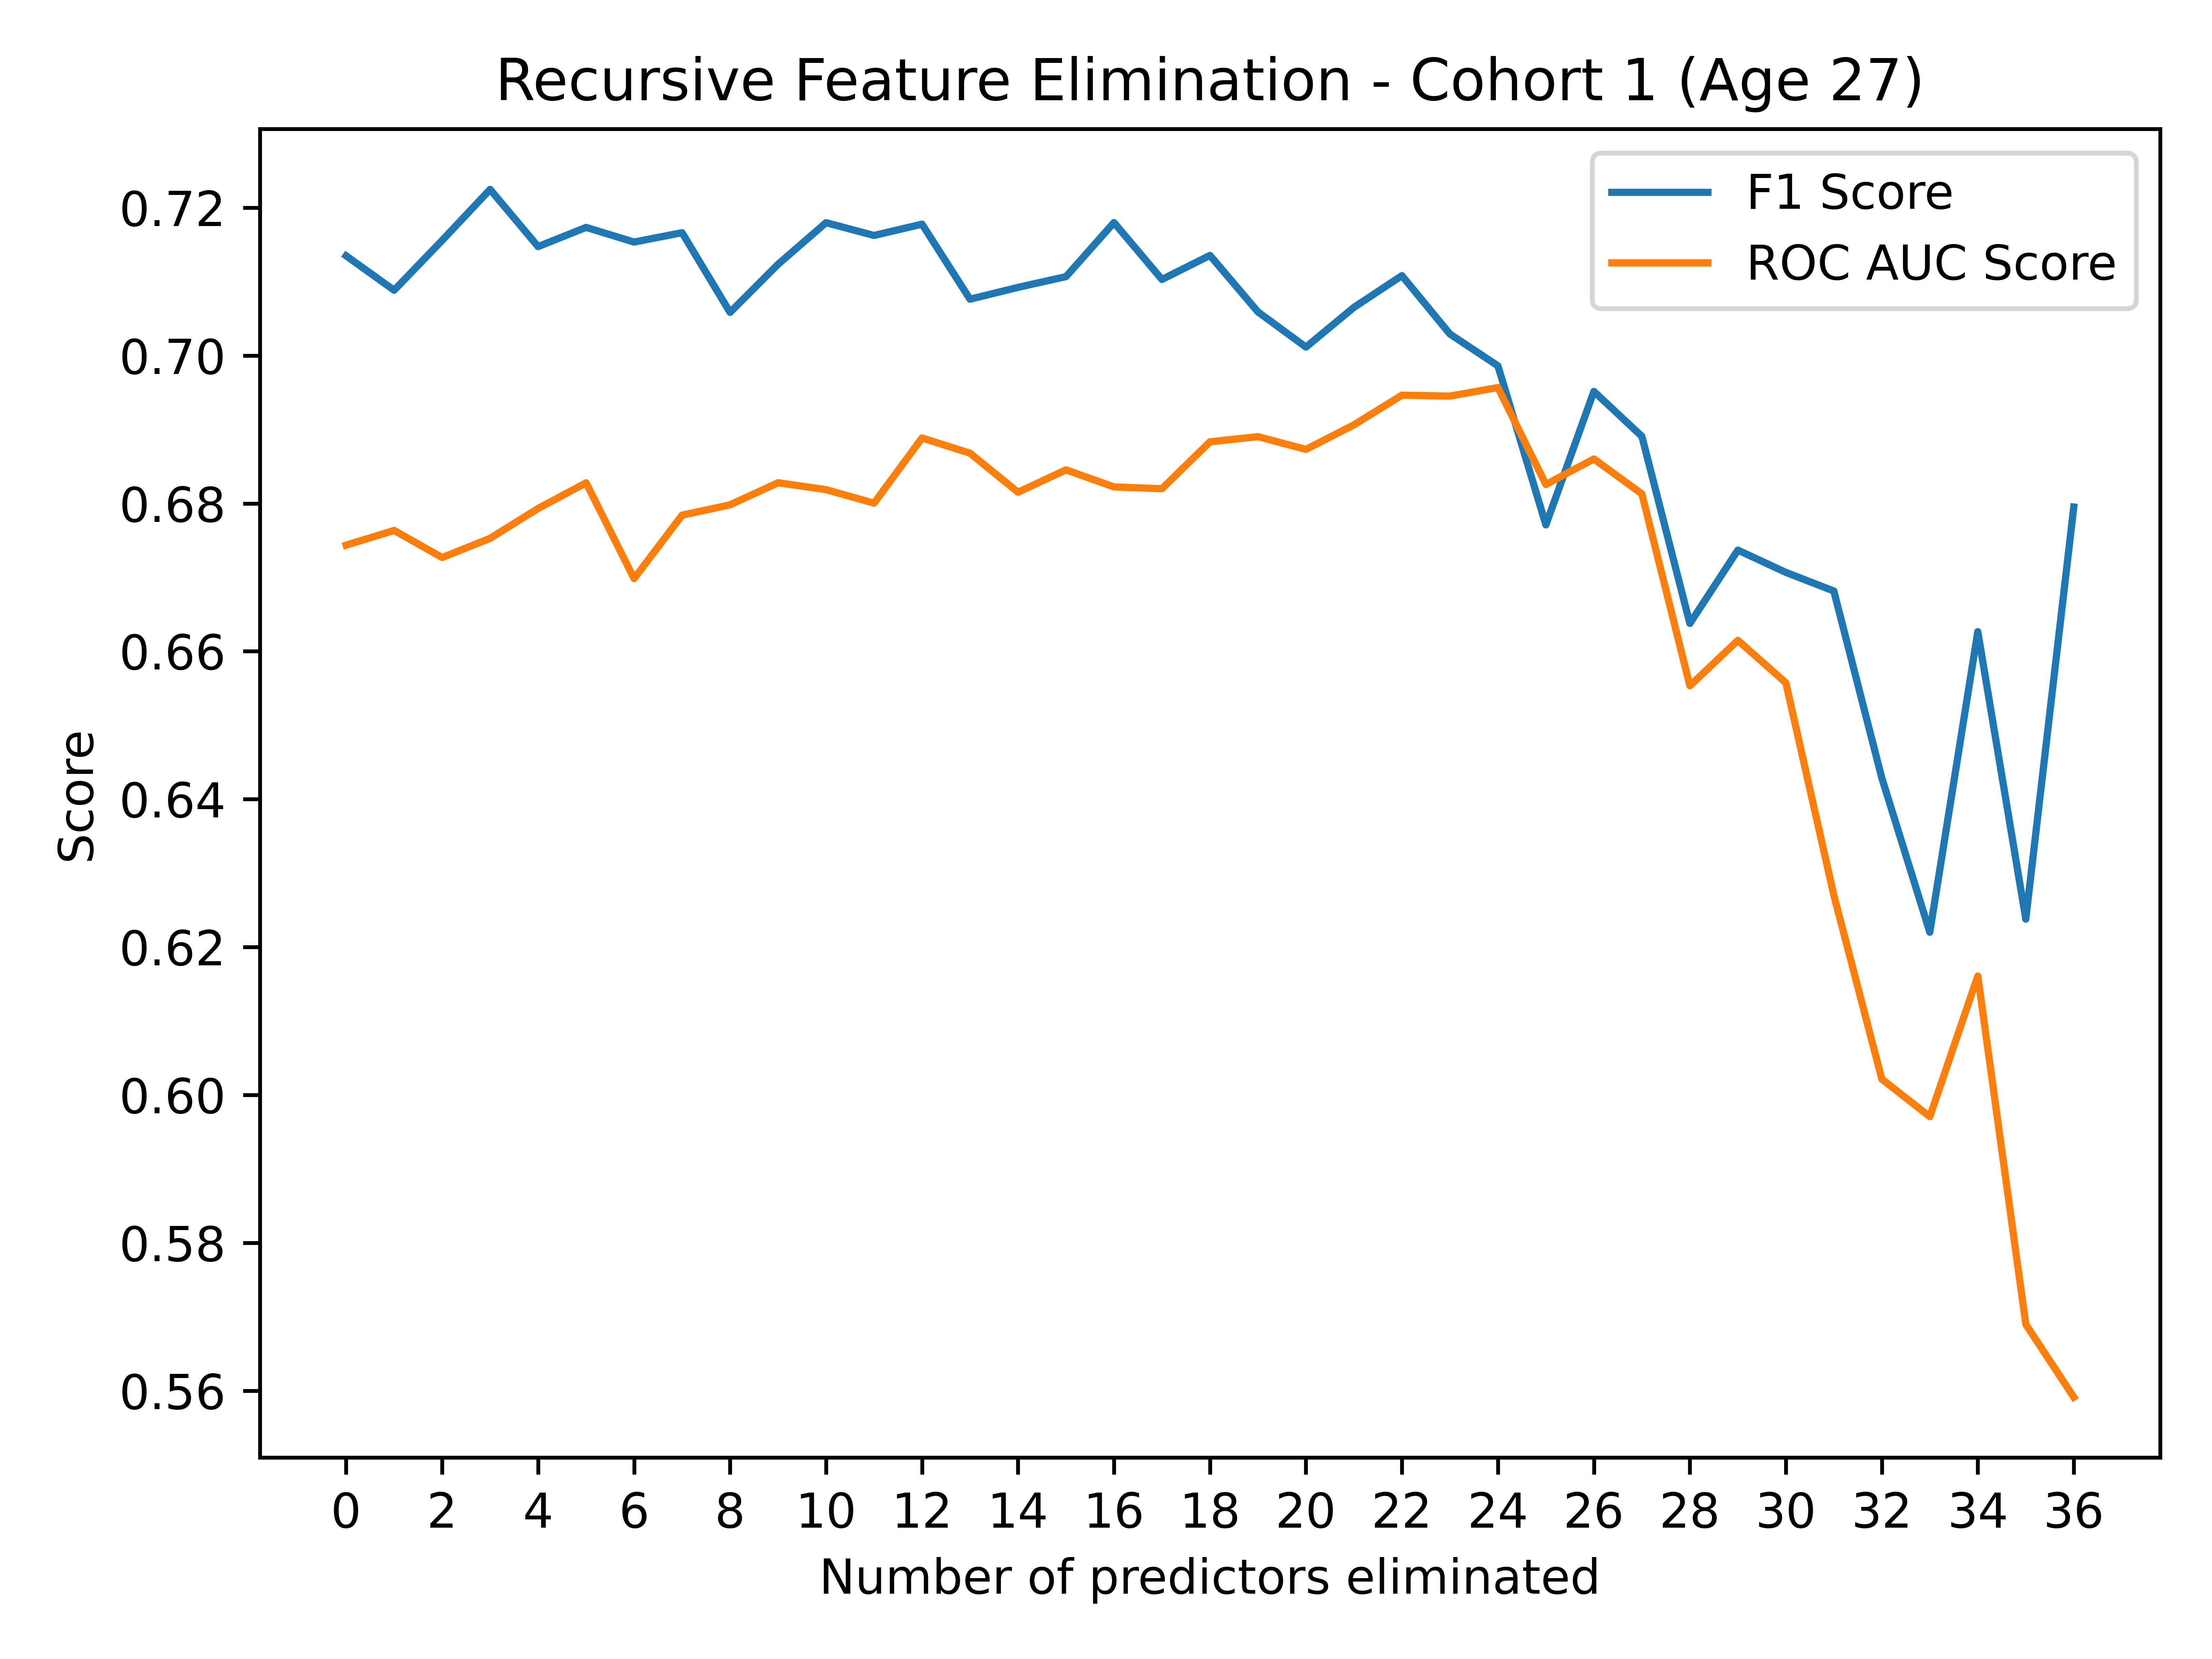 Recursive Feature Elimination - Cohort 1 (Age 27)
F1 Score
ROC AUC Score
0.72
0.70
0.68
0.66
0.64
0.62
0.60
0.58
0.56
Score
0 2 4 6 8 10 12 14 16 18 20 22 24 26 28 30 32 34 36
Number of predictors eliminated